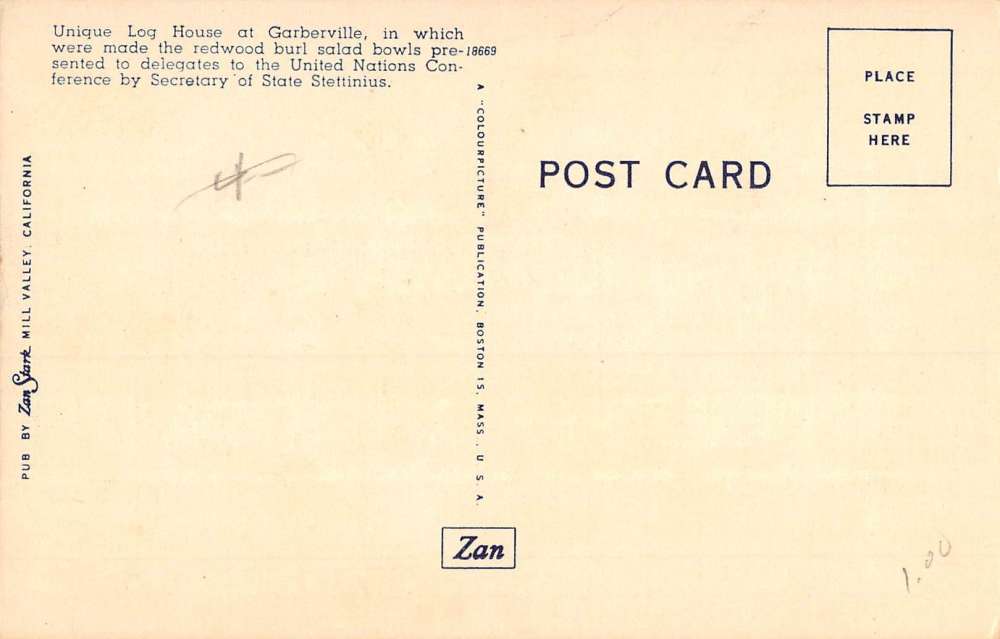 Unique Log House at Garberville, in which
were made the redwood burl salad bowls pre-
sented to delegates to the United Nations Con-
ference by Secretary of State Stettinius.
18669
PUB BY Zan Stark MILL VALLEY, CALIFORNIA
A "COLOURPICTURE" PUBLICATION, BOSTON 15, MASS., U. S. A.
Zan
POST CARD
PLACE
STAMP
HERE
1.00